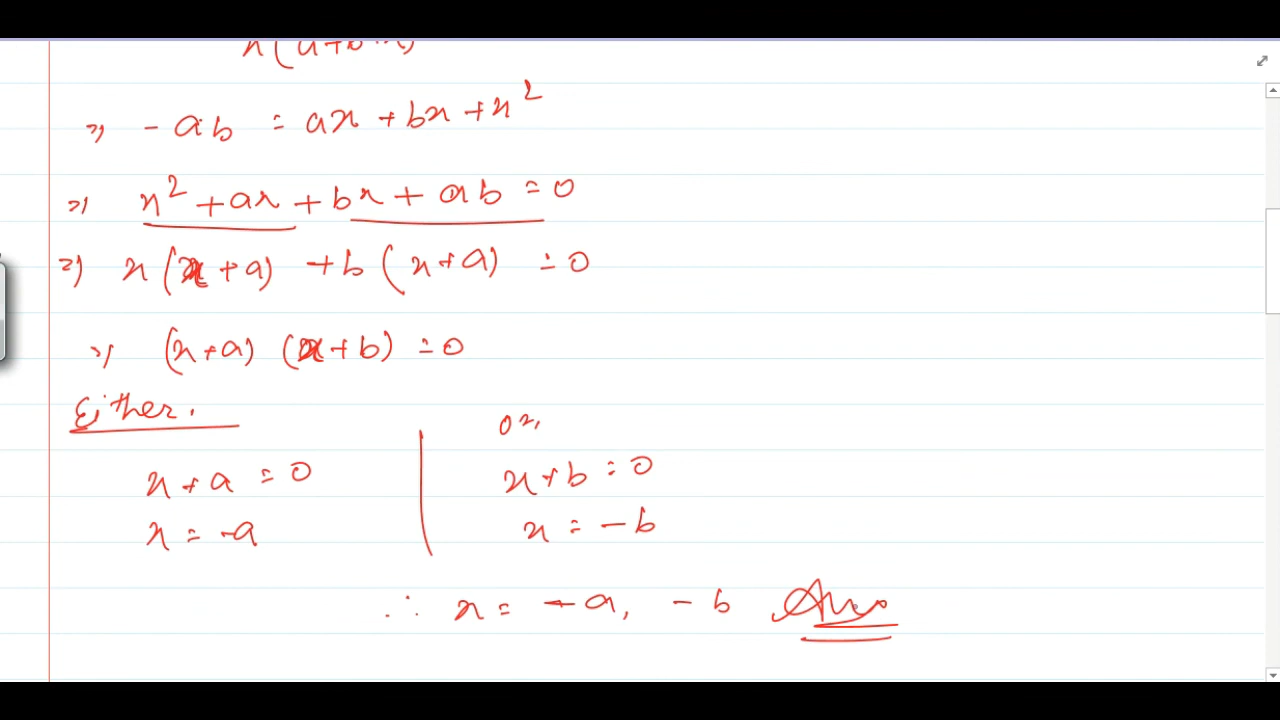 x(a+b+x)
⇒ -ab = ax + bx + x²
⇒ x² + ax + bx + ab = 0
⇒ x(x+a) + b(x+a) = 0
⇒ (x+a) (x+b) = 0
Either,
or,
x+a = 0
x+b = 0
x = -a
x = -b
∴ x = -a, -b Ans